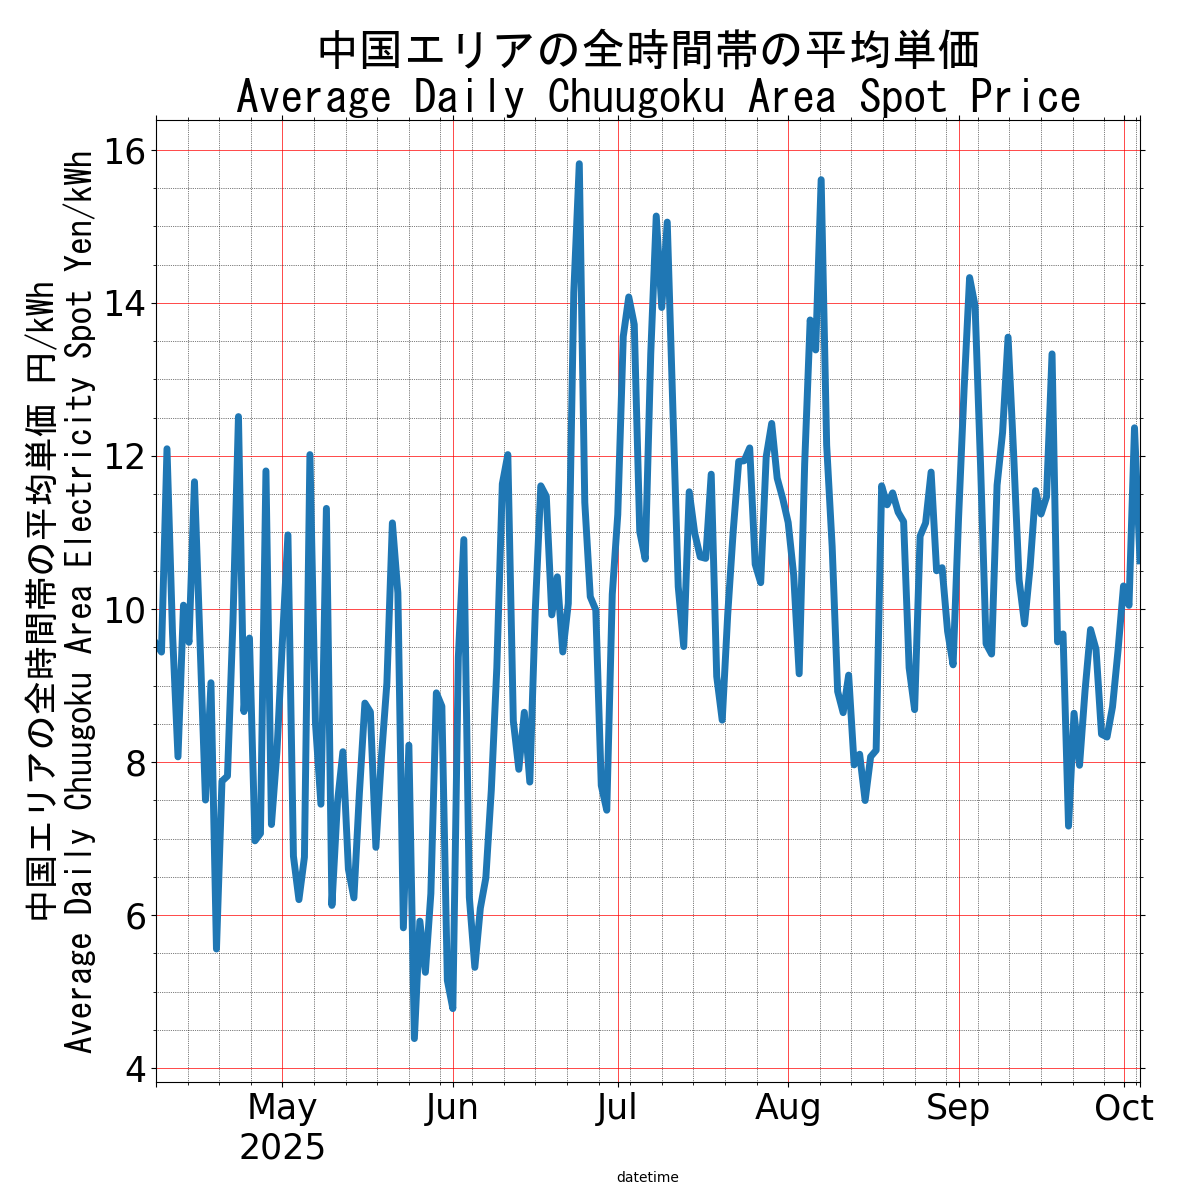 中国エリアの全時間帯の平均単価
Average Daily Chuugoku Area Spot Price
中国エリアの全時間帯の平均単価 円/kWh
Average Daily Chuugoku Area Electricity Spot Yen/kWh
16
14
12
10
8
6
4
May
2025
Jun
Jul
Aug
Sep
Oct
datetime